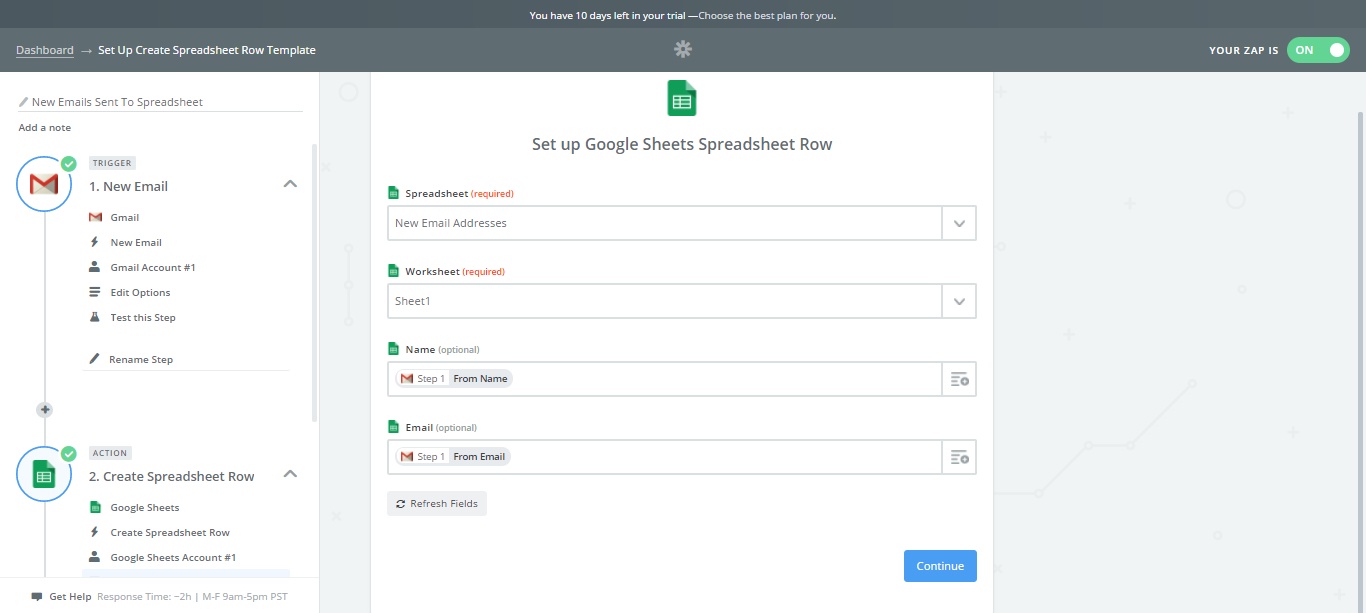 You have 10 days left in your trial —Choose the best plan for you.
Dashboard → Set Up Create Spreadsheet Row Template
YOUR ZAP IS ON
New Emails Sent To Spreadsheet
Add a note
TRIGGER
1. New Email
Gmail
New Email
Gmail Account #1
Edit Options
Test this Step
Rename Step
ACTION
2. Create Spreadsheet Row
Google Sheets
Create Spreadsheet Row
Google Sheets Account #1
Get Help Response Time: ~2h | M-F 9am-5pm PST
Set up Google Sheets Spreadsheet Row
Spreadsheet (required)
New Email Addresses
Worksheet (required)
Sheet1
Name (optional)
Step 1 From Name
Email (optional)
Step 1 From Email
Refresh Fields
Continue